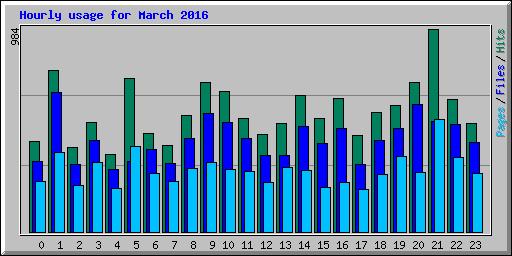 Hourly usage for March 2016
984
Pages / Files / Hits
0 1 2 3 4 5 6 7 8 9 10 11 12 13 14 15 16 17 18 19 20 21 22 23